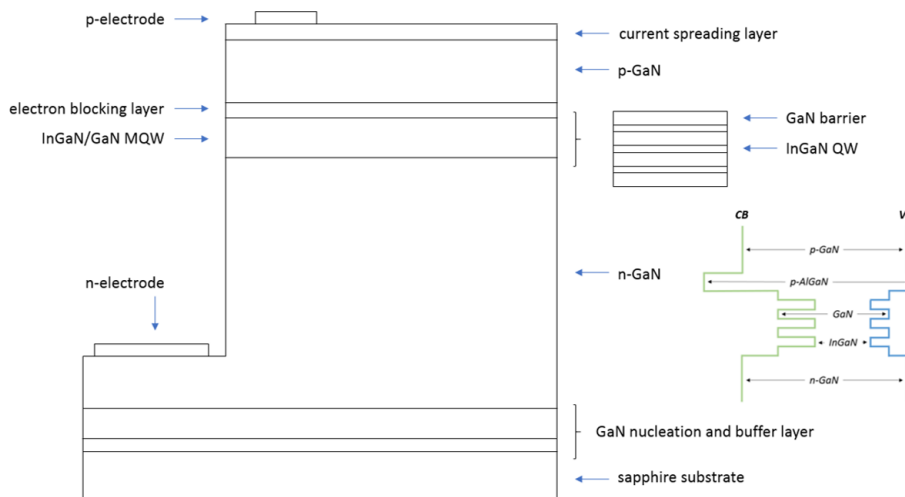 p-electrode
current spreading layer
p-GaN
electron blocking layer
GaN barrier
InGaN/GaN MQW
InGaN QW
CB
V
p-GaN
n-GaN
p-AlGaN
n-electrode
GaN
InGaN
n-GaN
GaN nucleation and buffer layer
sapphire substrate